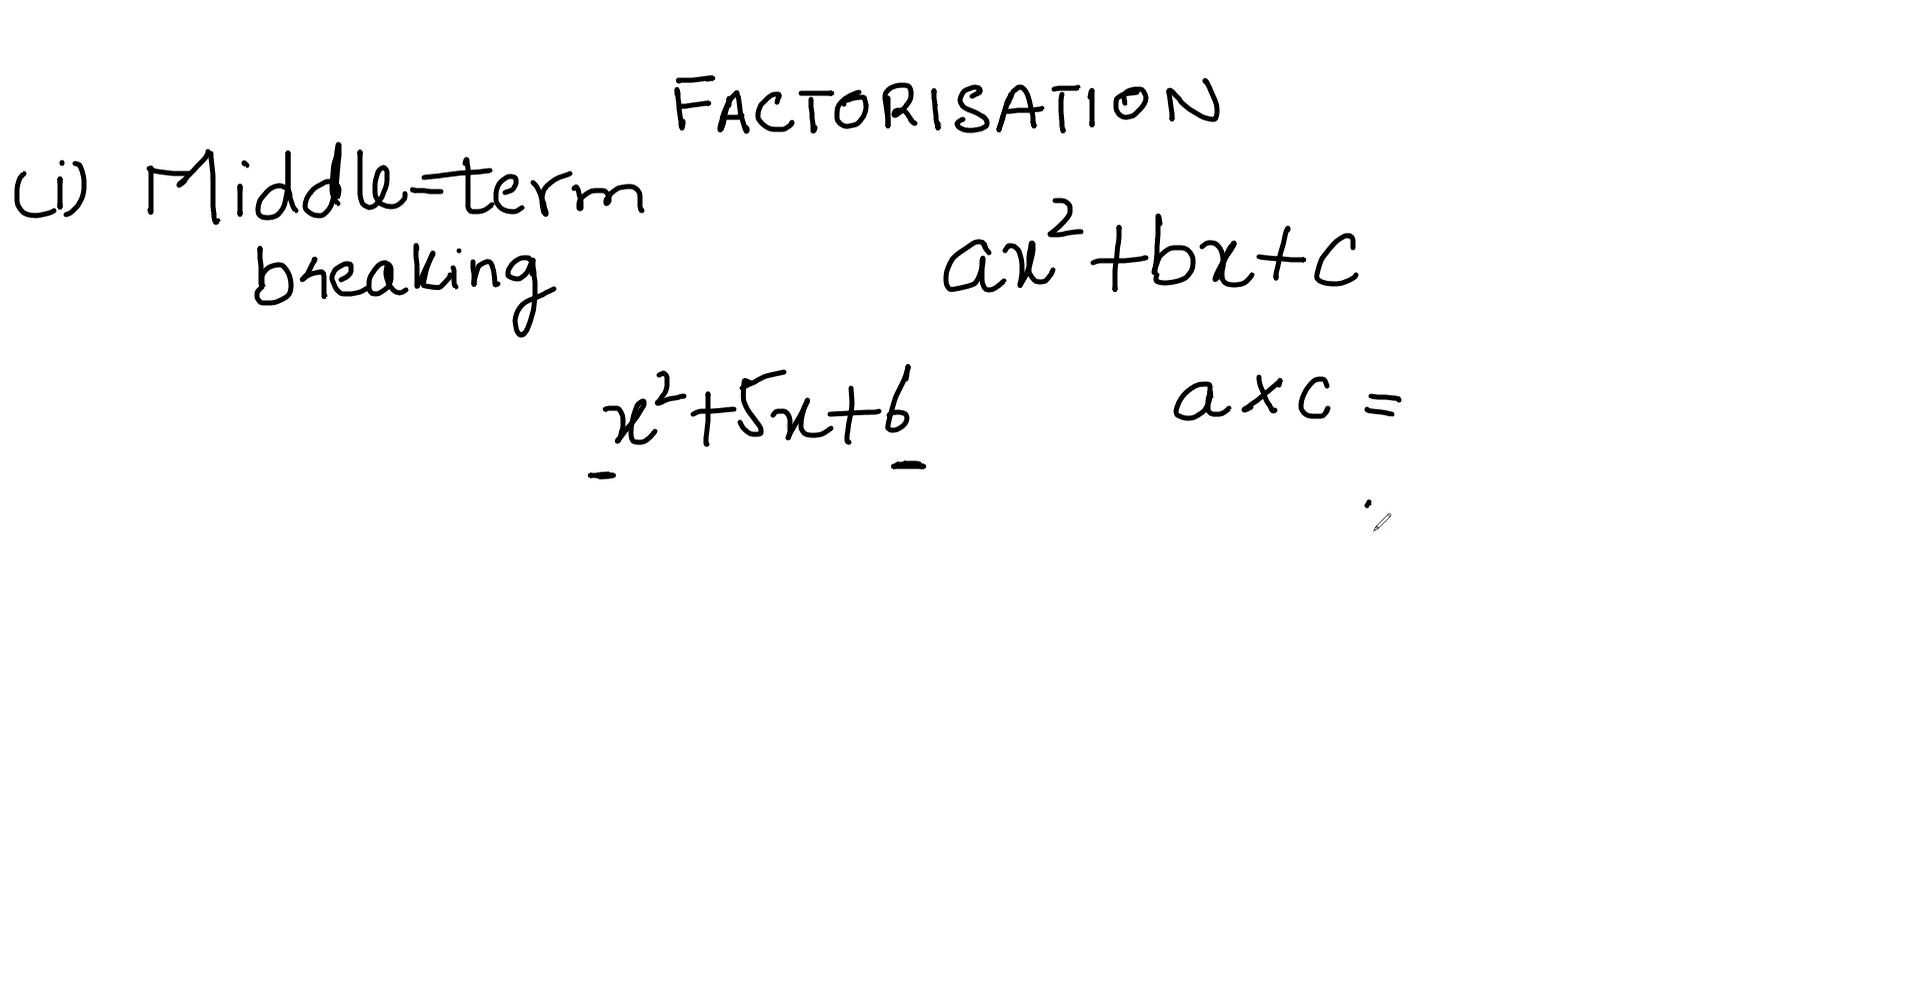 FACTORISATION
(i) Middle-term
breaking
ax²+bx+c
x²+5x+6
a×c =